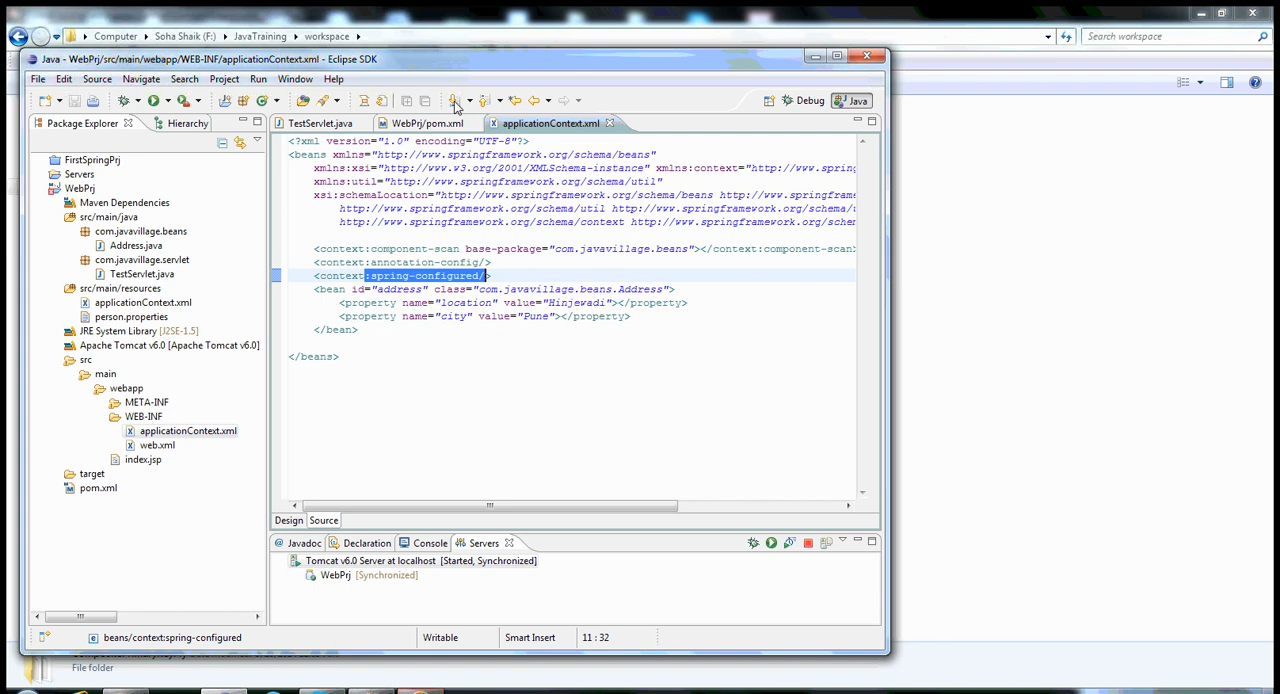 Computer ▸ Soha Shaik (F:) ▸ JavaTraining ▸ workspace ▸
Search workspace
Java - WebPrj/src/main/webapp/WEB-INF/applicationContext.xml - Eclipse SDK
File Edit Source Navigate Search Project Run Window Help
Debug Java
Package Explorer Hierarchy
TestServlet.java WebPrj/pom.xml applicationContext.xml
FirstSpringPrj
Servers
WebPrj
Maven Dependencies
src/main/java
com.javavillage.beans
Address.java
com.javavillage.servlet
TestServlet.java
src/main/resources
applicationContext.xml
person.properties
JRE System Library [J2SE-1.5]
Apache Tomcat v6.0 [Apache Tomcat v6.0]
src
main
webapp
META-INF
WEB-INF
applicationContext.xml
web.xml
index.jsp
target
pom.xml
<?xml version="1.0" encoding="UTF-8"?>
<beans xmlns="http://www.springframework.org/schema/beans"
xmlns:xsi="http://www.w3.org/2001/XMLSchema-instance" xmlns:context="http://www.spring
xmlns:util="http://www.springframework.org/schema/util"
xsi:schemaLocation="http://www.springframework.org/schema/beans http://www.springframe
http://www.springframework.org/schema/util http://www.springframework.org/schema/u
http://www.springframework.org/schema/context http://www.springframework.org/schem
<context:component-scan base-package="com.javavillage.beans"></context:component-scan>
<context:annotation-config/>
<context:spring-configured/>
<bean id="address" class="com.javavillage.beans.Address">
<property name="location" value="Hinjewadi"></property>
<property name="city" value="Pune"></property>
</bean>
</beans>
Design Source
@ Javadoc Declaration Console Servers
Tomcat v6.0 Server at localhost [Started, Synchronized]
WebPrj [Synchronized]
beans/context:spring-configured
Writable
Smart Insert
11 : 32
File folder